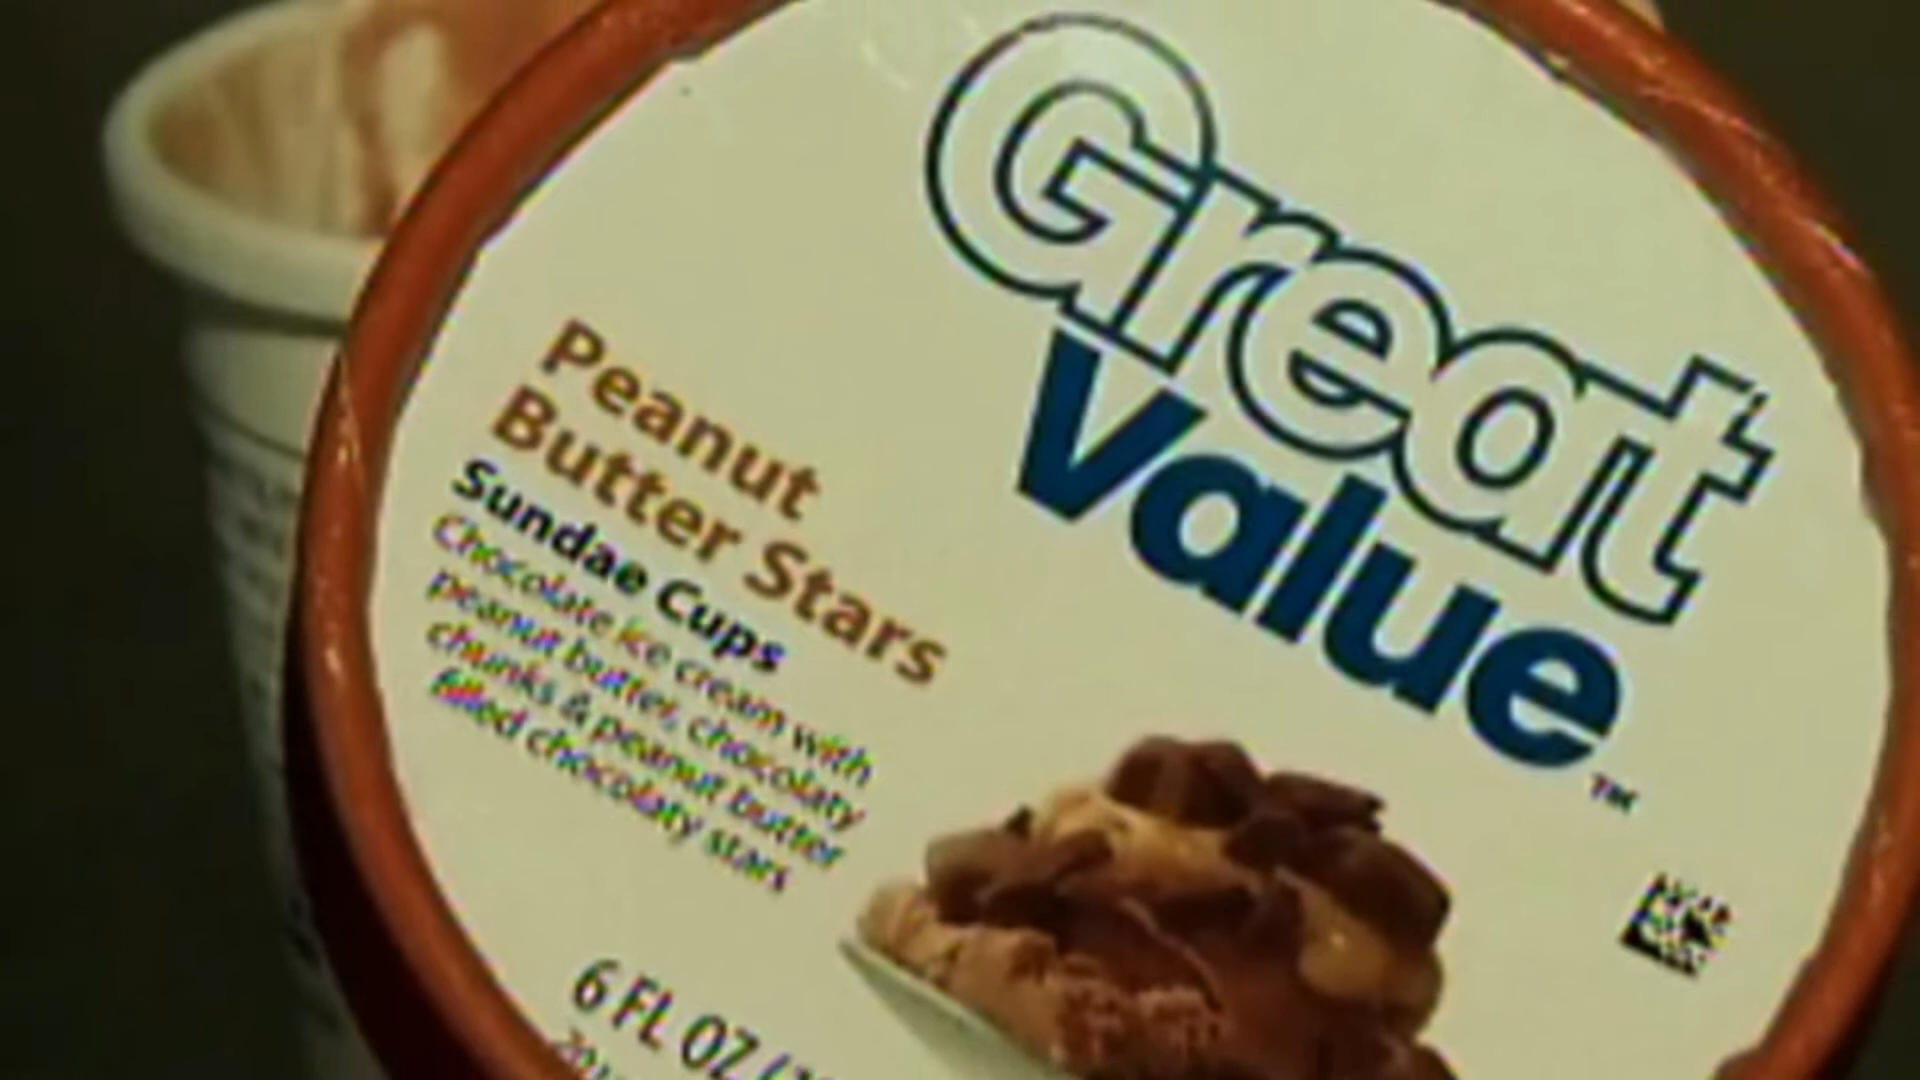 Great
Value
TM
Peanut
Butter Stars
Sundae Cups
Chocolate ice cream with
peanut butter, chocolaty
chunks & peanut butter
filled chocolaty stars
6 FL OZ